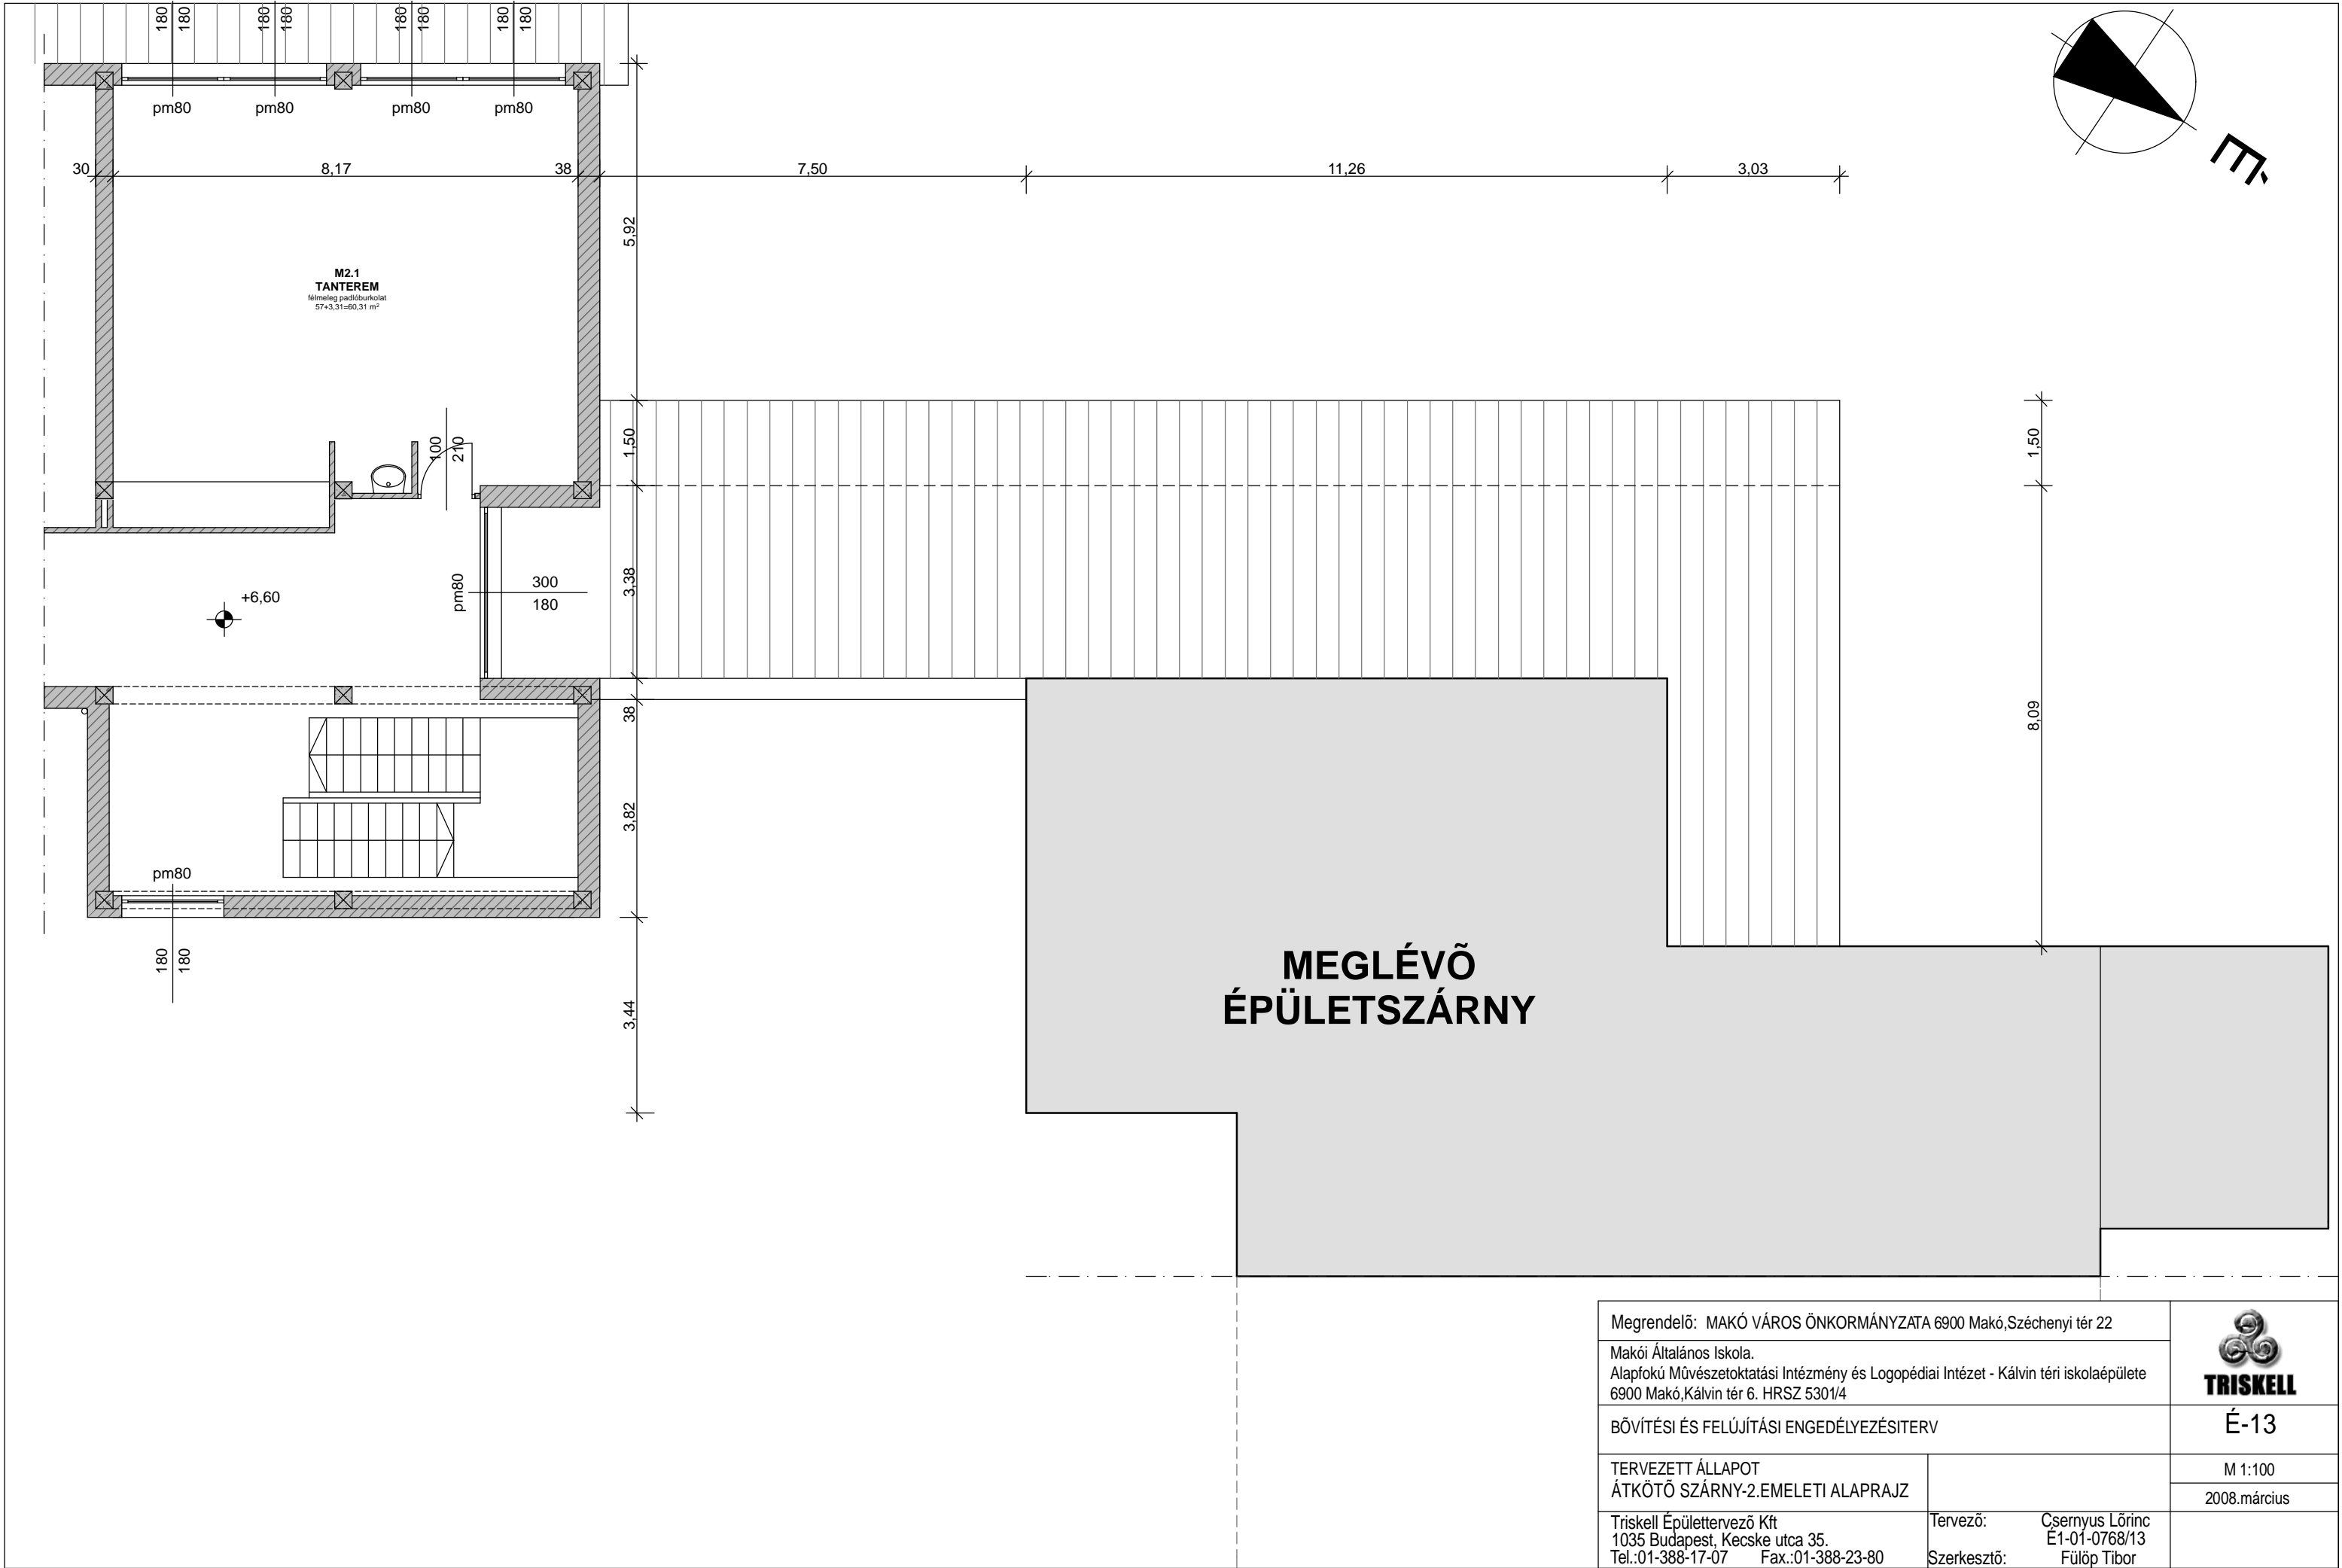 180 180 180 180 180 180 180 180
pm80 pm80 pm80 pm80
30 8,17 38 7,50 11,26 3,03
É
5,92
M2.1
TANTEREM
félmeleg padlóburkolat
57+3,31=60,31 m²
100
210
1,50
1,50
+6,60
pm80
300
180
3,38
38
8,09
3,82
pm80
180
180
3,44
MEGLÉVÕ
ÉPÜLETSZÁRNY
Megrendelõ: MAKÓ VÁROS ÖNKORMÁNYZATA 6900 Makó,Széchenyi tér 22
Makói Általános Iskola.
Alapfokú Mûvészetoktatási Intézmény és Logopédiai Intézet - Kálvin téri iskolaépülete
6900 Makó,Kálvin tér 6. HRSZ 5301/4
TRISKELL
BÕVÍTÉSI ÉS FELÚJÍTÁSI ENGEDÉLYEZÉSITERV
É-13
TERVEZETT ÁLLAPOT
ÁTKÖTÕ SZÁRNY-2.EMELETI ALAPRAJZ
M 1:100
2008.március
Triskell Épülettervezõ Kft
1035 Budapest, Kecske utca 35.
Tel.:01-388-17-07 Fax.:01-388-23-80
Tervezõ: Csernyus Lõrinc
É1-01-0768/13
Szerkesztõ: Fülöp Tibor